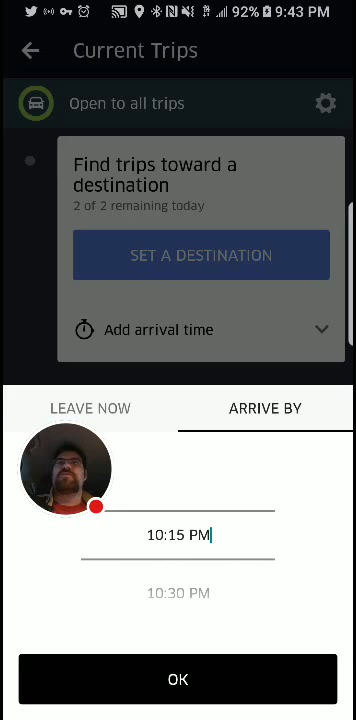 92% 9:43 PM
Current Trips
Open to all trips
Find trips toward a
destination
2 of 2 remaining today
SET A DESTINATION
Add arrival time
LEAVE NOW
ARRIVE BY
10:15 PM
10:30 PM
OK